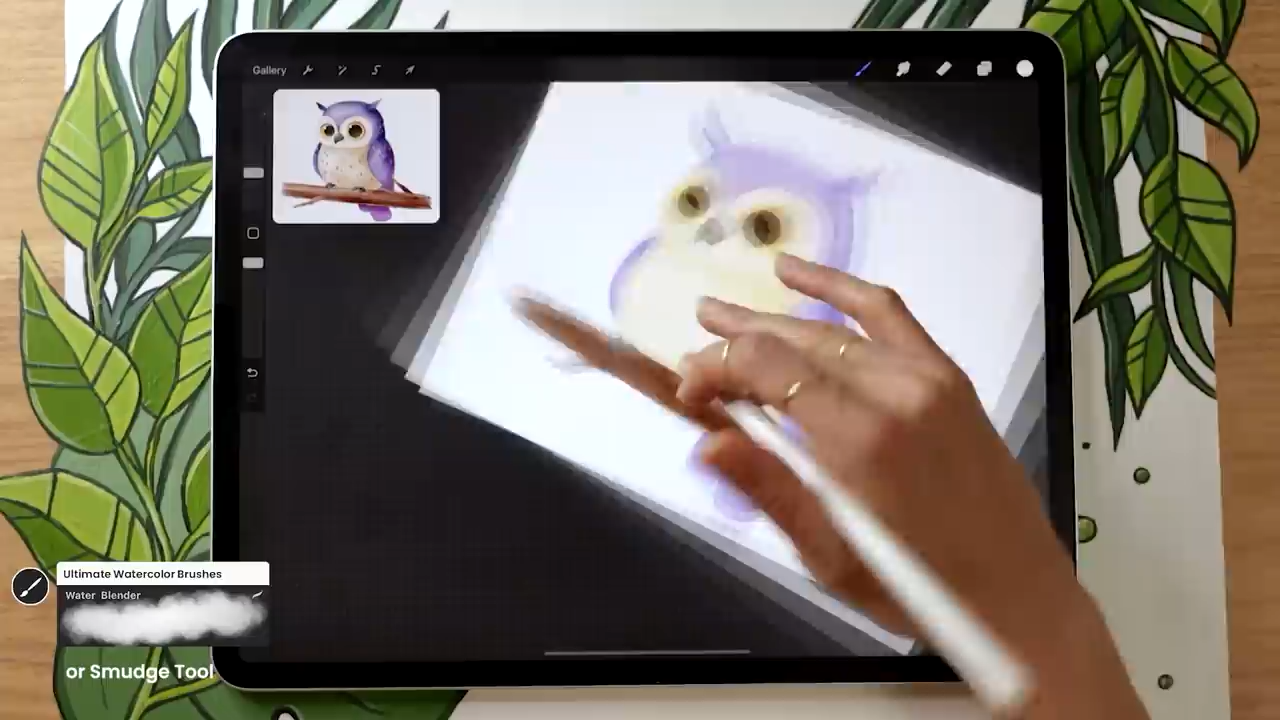 Gallery
Ultimate Watercolor Brushes
Water Blender
or Smudge Tool